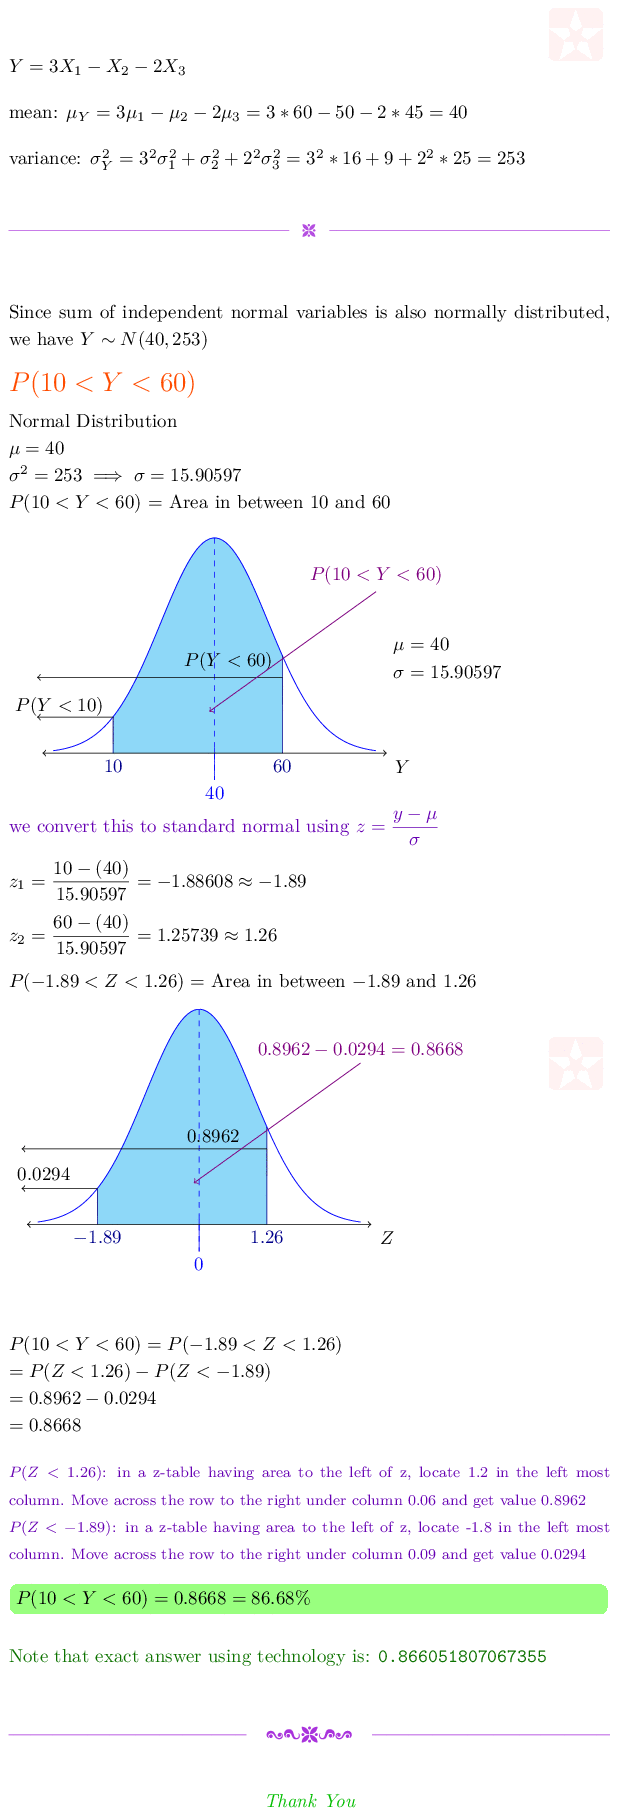 Y = 3X₁ − X₂ − 2X₃
mean: μ_Y = 3μ₁ − μ₂ − 2μ₃ = 3 ∗ 60 − 50 − 2 ∗ 45 = 40
variance: σ²_Y = 3²σ₁² + σ₂² + 2²σ₃² = 3² ∗ 16 + 9 + 2² ∗ 25 = 253
Since sum of independent normal variables is also normally distributed,
we have Y ∼ N(40, 253)
P(10 < Y < 60)
Normal Distribution
μ = 40
σ² = 253 ⟹ σ = 15.90597
P(10 < Y < 60) = Area in between 10 and 60
P(10 < Y < 60)
μ = 40
P(Y < 60)
σ = 15.90597
P(Y < 10)
10
60
Y
40
we convert this to standard normal using z = (y − μ)/σ
z₁ = (10 − (40))/15.90597 = −1.88608 ≈ −1.89
z₂ = (60 − (40))/15.90597 = 1.25739 ≈ 1.26
P(−1.89 < Z < 1.26) = Area in between −1.89 and 1.26
0.8962 − 0.0294 = 0.8668
0.8962
0.0294
−1.89
1.26
Z
0
P(10 < Y < 60) = P(−1.89 < Z < 1.26)
= P(Z < 1.26) − P(Z < −1.89)
= 0.8962 − 0.0294
= 0.8668
P(Z < 1.26): in a z-table having area to the left of z, locate 1.2 in the left most
column. Move across the row to the right under column 0.06 and get value 0.8962
P(Z < −1.89): in a z-table having area to the left of z, locate -1.8 in the left most
column. Move across the row to the right under column 0.09 and get value 0.0294
P(10 < Y < 60) = 0.8668 = 86.68%
Note that exact answer using technology is: 0.866051807067355
Thank You